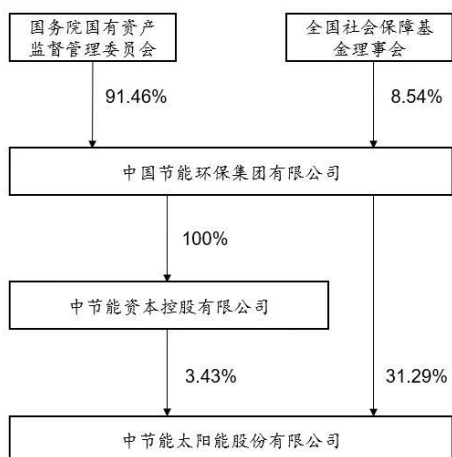 国务院国有资产
监督管理委员会
全国社会保障基
金理事会
91.46%
8.54%
中国节能环保集团有限公司
100%
中节能资本控股有限公司
3.43%
31.29%
中节能太阳能股份有限公司